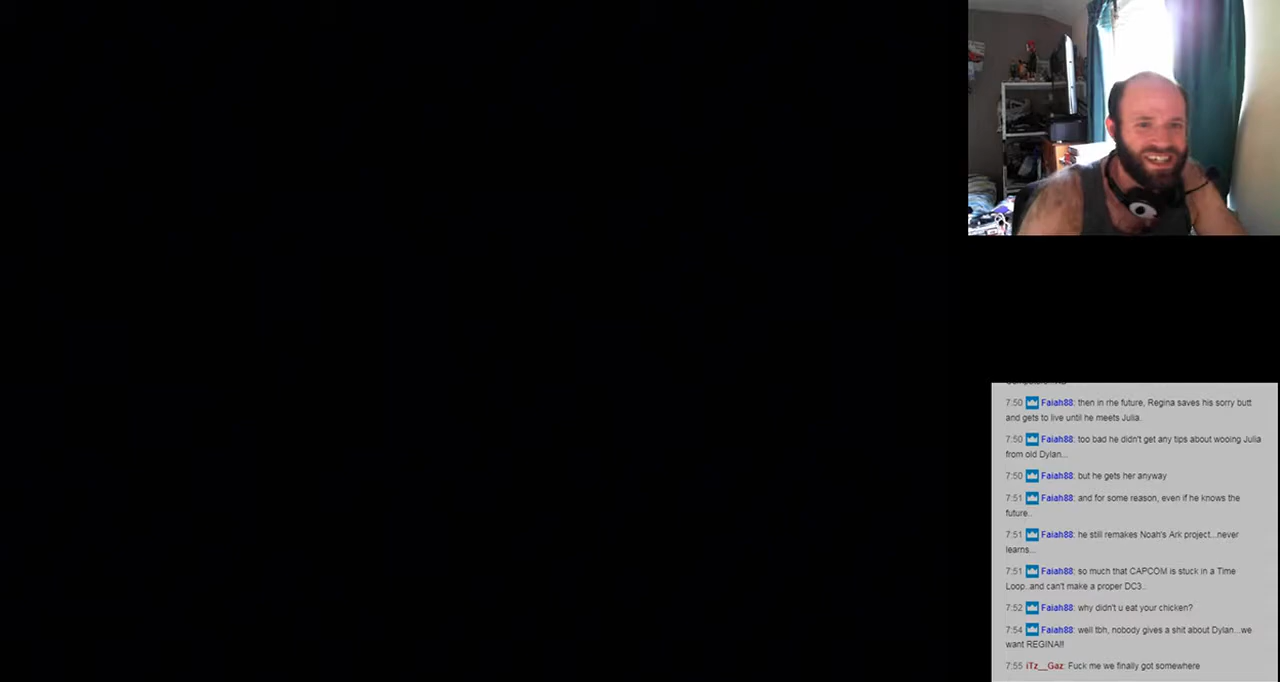 7:50 Faiah88: then in rhe future, Regina saves his sorry butt
and gets to live until he meets Julia.
7:50 Faiah88: too bad he didn't get any tips about wooing Julia
from old Dylan...
7:50 Faiah88: but he gets her anyway
7:51 Faiah88: and for some reason, even if he knows the
future..
7:51 Faiah88: he still remakes Noah's Ark project...never
learns...
7:51 Faiah88: so much that CAPCOM is stuck in a Time
Loop..and can't make a proper DC3..
7:52 Faiah88: why didn't u eat your chicken?
7:54 Faiah88: well tbh, nobody gives a shit about Dylan...we
want REGINA!!!
7:55 iTz__Gaz: Fuck me we finally got somewhere